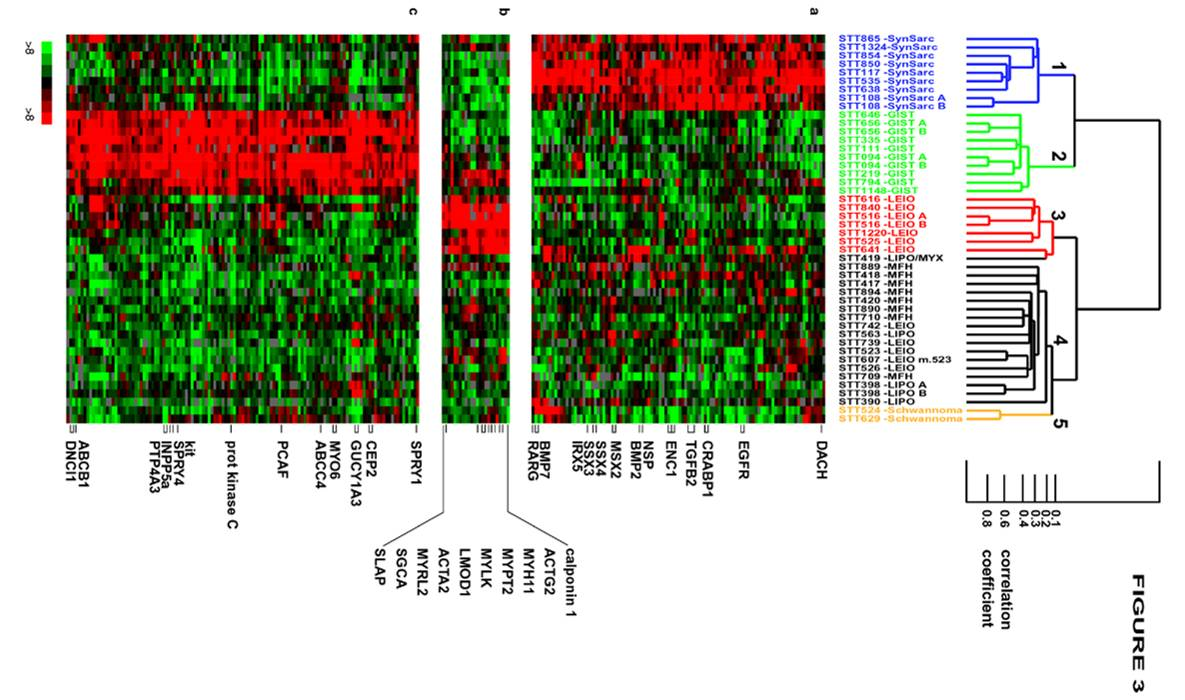 FIGURE 3
1
2
3
4
5
0.1
0.2
0.3
0.4
0.6
0.8
correlation
coefficient
STT865 -SynSarc
STT1324-SynSarc
STT854 -SynSarc
STT850 -SynSarc
STT117 -SynSarc
STT535 -SynSarc
STT638 -SynSarc
STT108 -SynSarc A
STT108 -SynSarc B
STT646 -GIST
STT656 -GIST A
STT656 -GIST B
STT335 -GIST
STT111 -GIST
STT094 -GIST A
STT094 -GIST B
STT219 -GIST
STT794 -GIST
STT1148-GIST
STT616 -LEIO
STT840 -LEIO
STT516 -LEIO A
STT516 -LEIO B
STT1220-LEIO
STT525 -LEIO
STT641 -LEIO
STT419 -LIPO/MYX
STT889 -MFH
STT418 -MFH
STT417 -MFH
STT894 -MFH
STT420 -MFH
STT890 -MFH
STT710 -MFH
STT742 -LEIO
STT563 -LIPO
STT739 -LEIO
STT523 -LEIO
STT607 -LEIO m.523
STT526 -LEIO
STT709 -MFH
STT398 -LIPO A
STT398 -LIPO B
STT390 -LIPO
STT524 -Schwannoma
STT629 -Schwannoma
a
DACH
EGFR
CRABP1
TGFB2
ENC1
NSP
BMP2
MSX2
SSX4
SSX3
IRX5
BMP7
RARG
b
calponin 1
ACTG2
MYH11
MYPT2
MYLK
LMOD1
ACTA2
MYRL2
SGCA
SLAP
c
SPRY1
CEP2
GUCY1A3
MYO6
ABCC4
PCAF
prot kinase C
kit
SPRY4
INPP5a
PTP4A3
ABCB1
DNCI1
>8
>8